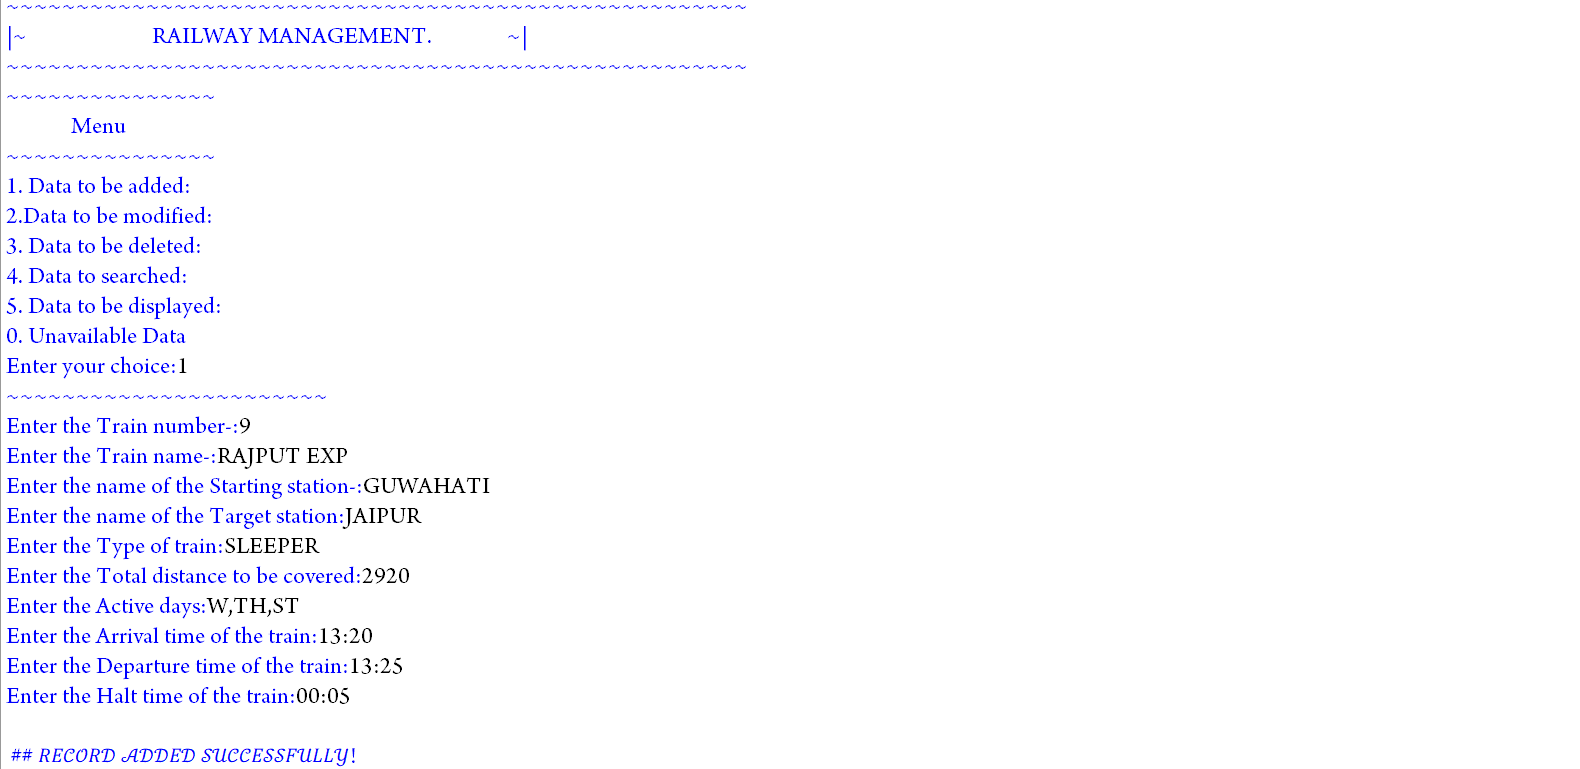 ~~~~~~~~~~~~~~~~~~~~~~~~~~~~~~~~~~~~~~~~~~~~~~~~~~~~~
|~ RAILWAY MANAGEMENT. ~|
~~~~~~~~~~~~~~~~~~~~~~~~~~~~~~~~~~~~~~~~~~~~~~~~~~~~~
~~~~~~~~~~~~~~~
Menu
~~~~~~~~~~~~~~~
1. Data to be added:
2.Data to be modified:
3. Data to be deleted:
4. Data to searched:
5. Data to be displayed:
0. Unavailable Data
Enter your choice:1
~~~~~~~~~~~~~~~~~~~~~~~
Enter the Train number-:9
Enter the Train name-:RAJPUT EXP
Enter the name of the Starting station-:GUWAHATI
Enter the name of the Target station:JAIPUR
Enter the Type of train:SLEEPER
Enter the Total distance to be covered:2920
Enter the Active days:W,TH,ST
Enter the Arrival time of the train:13:20
Enter the Departure time of the train:13:25
Enter the Halt time of the train:00:05
## RECORD ADDED SUCCESSFULLY!